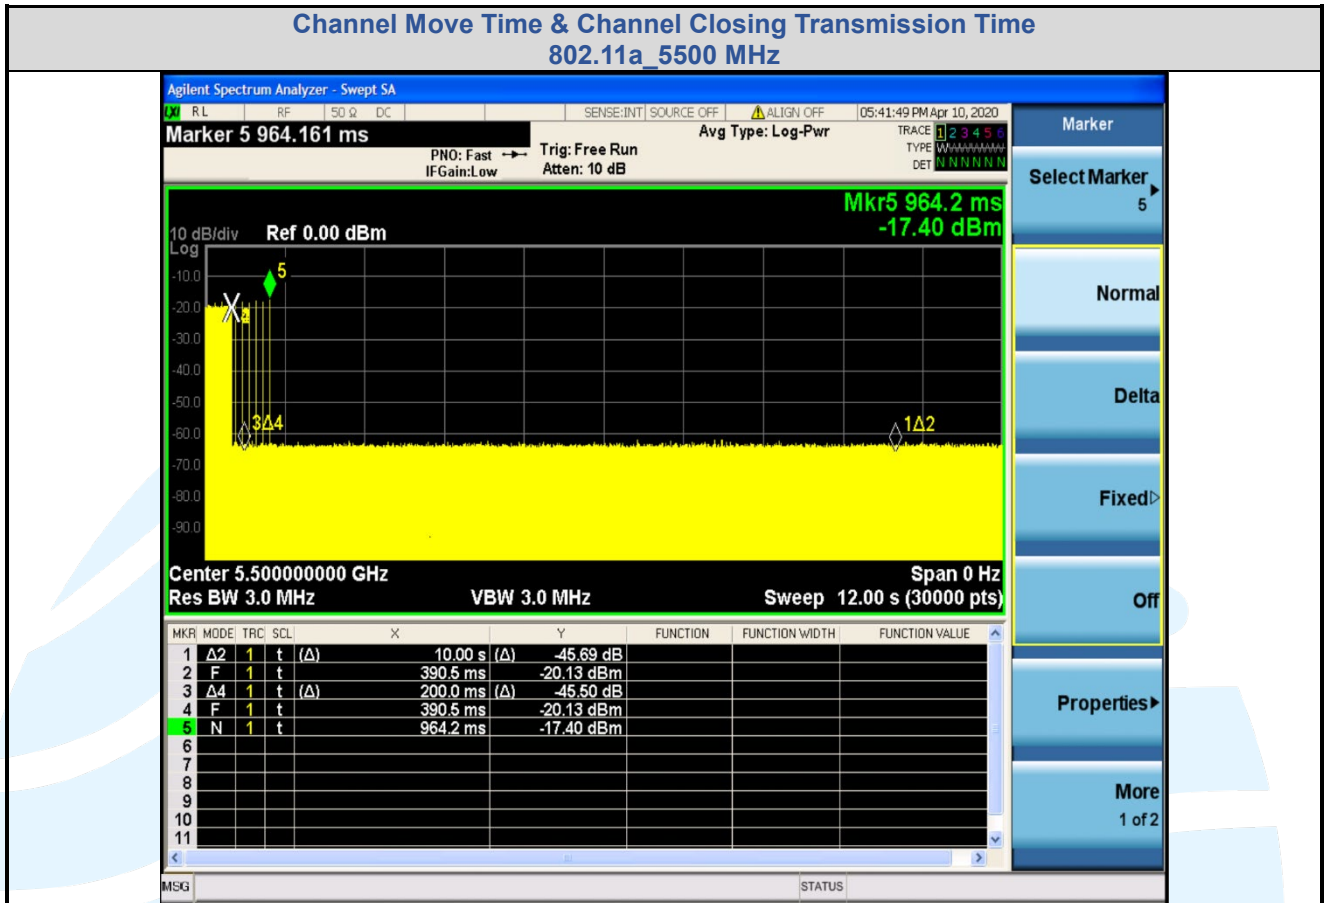 Channel Move Time & Channel Closing Transmission Time
802.11a_5500 MHz
Agilent Spectrum Analyzer - Swept SA
LXI RL RF 50 Ω DC SENSE:INT SOURCE OFF ALIGN OFF 05:41:49 PM Apr 10, 2020
Marker 5 964.161 ms
PNO: Fast
IFGain:Low
Trig: Free Run
Atten: 10 dB
Avg Type: Log-Pwr
TRACE 1 2 3 4 5 6
TYPE
DET N N N N N N
Mkr5 964.2 ms
-17.40 dBm
10 dB/div Ref 0.00 dBm
Log
-10.0
-20.0
-30.0
-40.0
-50.0
-60.0
-70.0
-80.0
-90.0
5
3Δ4
1Δ2
Center 5.500000000 GHz Span 0 Hz
Res BW 3.0 MHz VBW 3.0 MHz Sweep 12.00 s (30000 pts)
MKR MODE TRC SCL X Y FUNCTION FUNCTION WIDTH FUNCTION VALUE
1 Δ2 1 t (Δ) 10.00 s (Δ) -45.69 dB
2 F 1 t 390.5 ms -20.13 dBm
3 Δ4 1 t (Δ) 200.0 ms (Δ) -45.50 dB
4 F 1 t 390.5 ms -20.13 dBm
5 N 1 t 964.2 ms -17.40 dBm
6
7
8
9
10
11
MSG STATUS
Marker
Select Marker
5
Normal
Delta
Fixed
Off
Properties
More
1 of 2